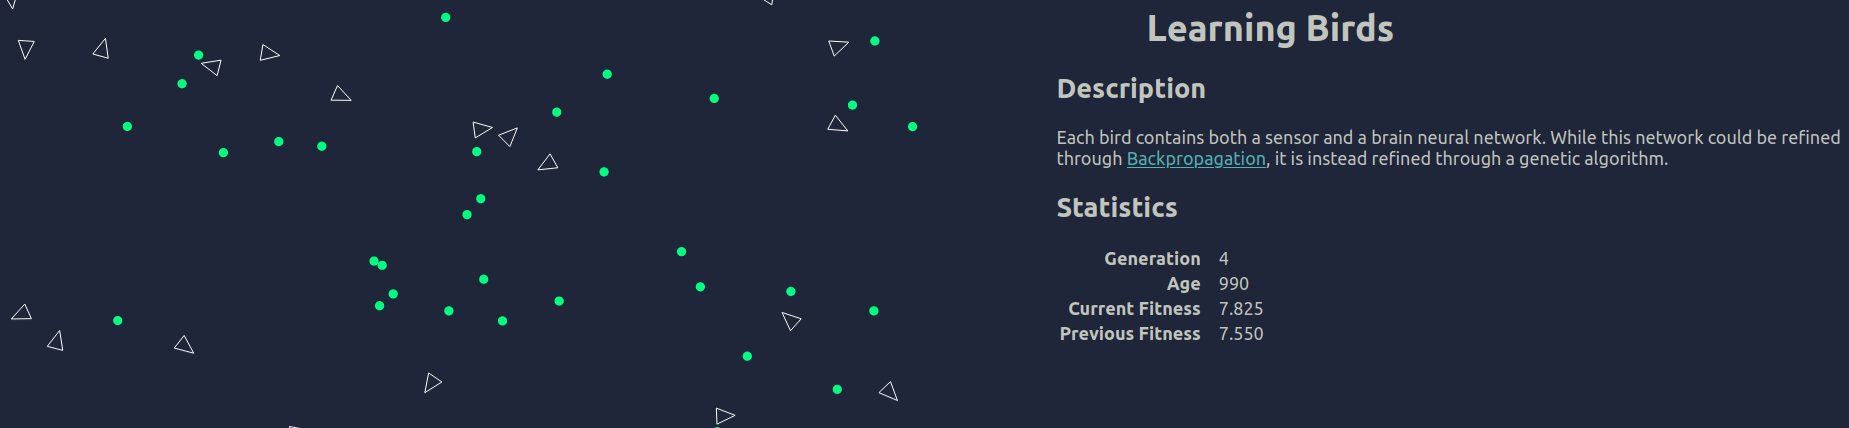 Learning Birds
Description
Each bird contains both a sensor and a brain neural network. While this network could be refined
through Backpropagation, it is instead refined through a genetic algorithm.
Statistics
Generation 4
Age 990
Current Fitness 7.825
Previous Fitness 7.550